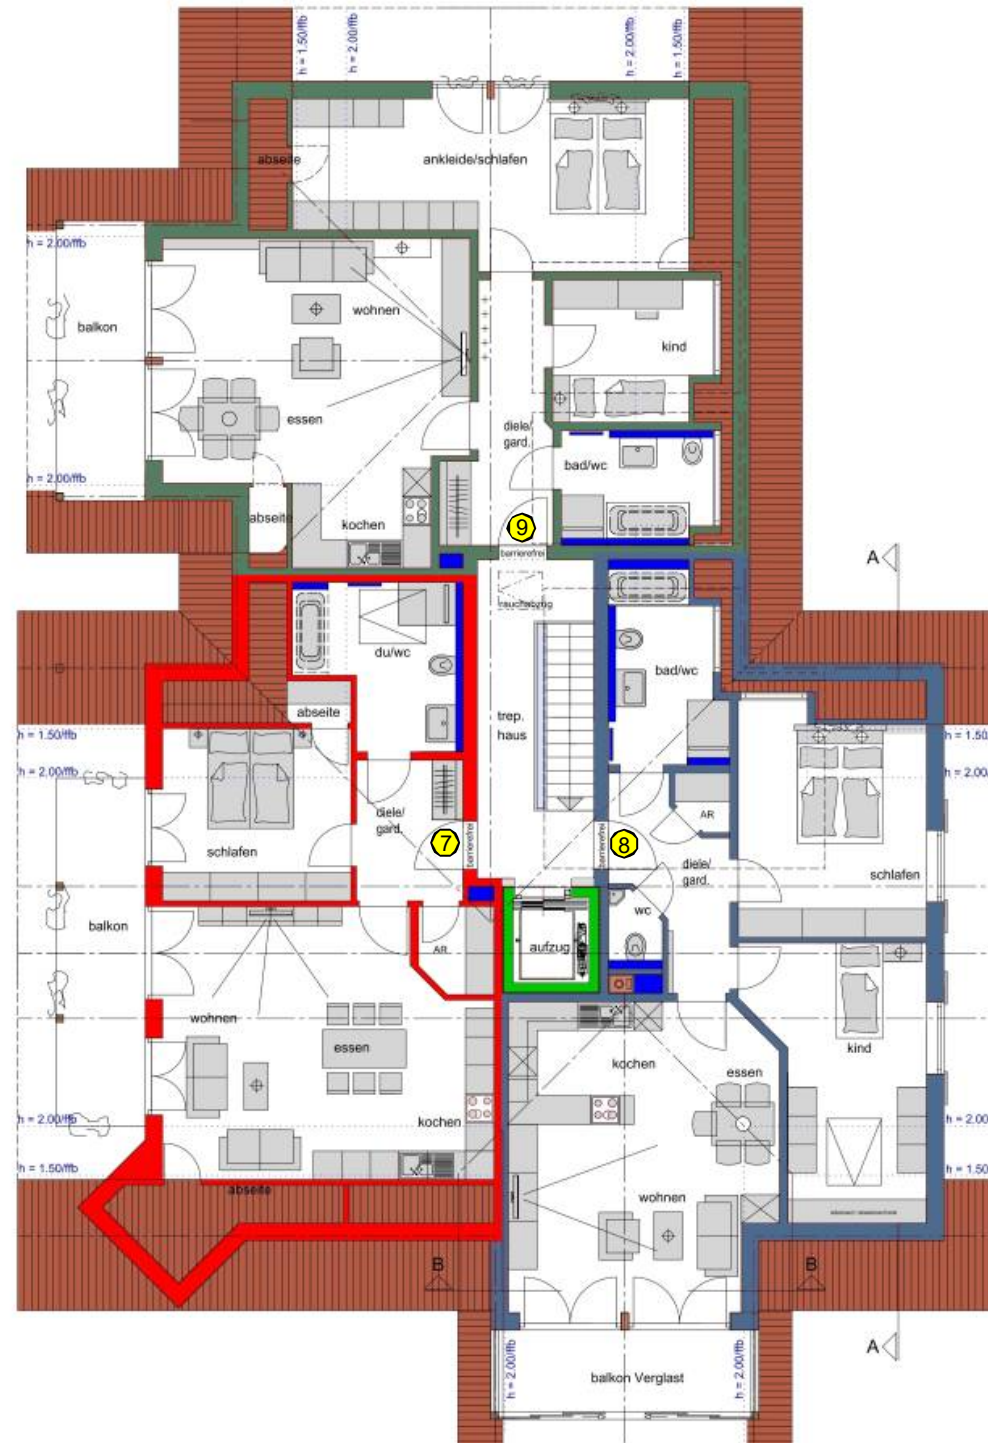 h = 1.50/ffb
h = 2.00/ffb
h = 2.00/ffb
h = 1.50/ffb
abseite
ankleide/schlafen
h = 2.00/ffb
balkon
wohnen
kind
essen
diele/
gard.
bad/wc
h = 2.00/ffb
abseite
kochen
9
barrierefrei
A
rauchabzug
du/wc
bad/wc
abseite
trep.
haus
h = 1.50/ffb
h = 1.50
h = 2.00/ffb
h = 2.00
diele/
gard.
AR
7
barrierefrei
barrierefrei
8
schlafen
diele/
gard.
schlafen
balkon
wc
AR
aufzug
wohnen
essen
kochen
essen
kind
h = 2.00/ffb
kochen
h = 2.00
h = 1.50/ffb
h = 1.50
abseite
wohnen
B
B
A
h = 2.00/ffb
balkon Verglast
h = 2.00/ffb